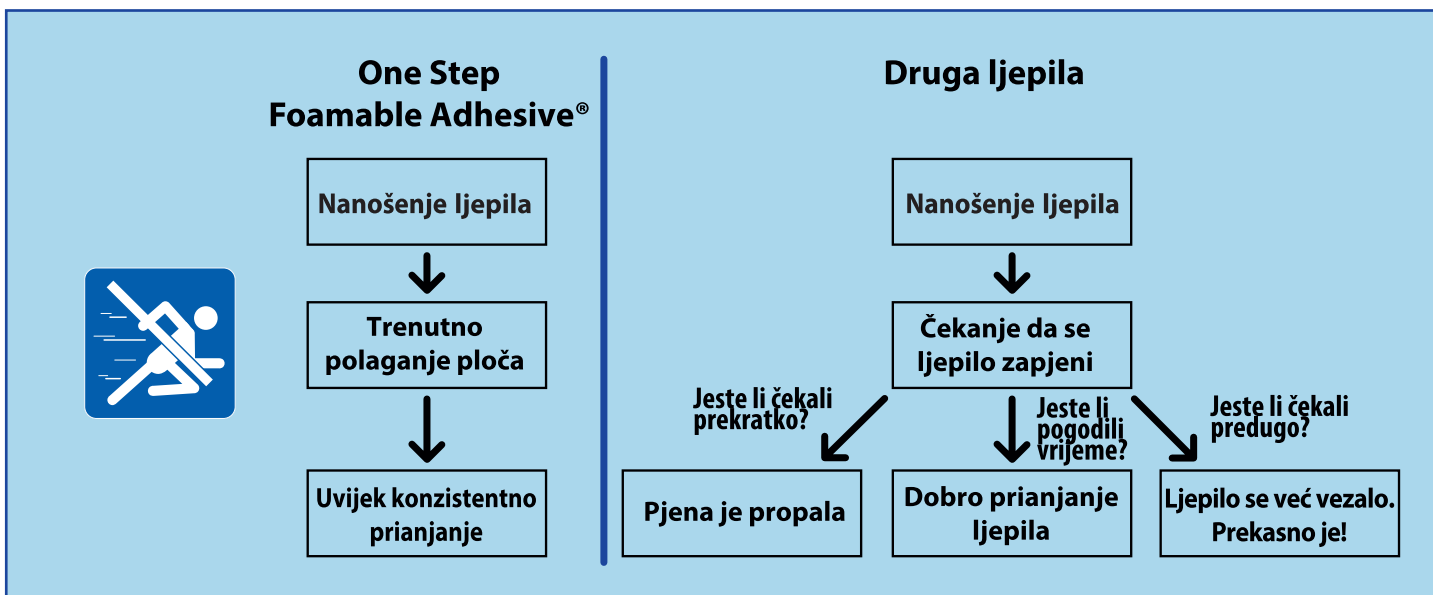 One Step
Foamable Adhesive®
Nanošenje ljepila
Trenutno
polaganje ploča
Uvijek konzistentno
prianjanje
Druga ljepila
Nanošenje ljepila
Čekanje da se
ljepilo zapjeni
Jeste li čekali
prekratko?
Jeste li
pogodili
vrijeme?
Jeste li čekali
predugo?
Pjena je propala
Dobro prianjanje
ljepila
Ljepilo se već vezalo.
Prekasno je!